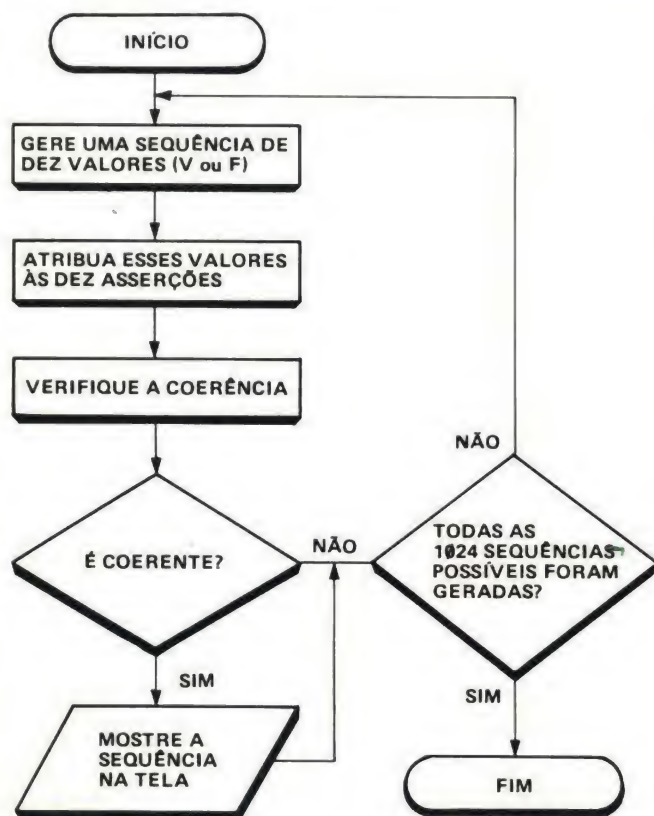 INÍCIO
GERE UMA SEQUÊNCIA DE
DEZ VALORES (V ou F)
ATRIBUA ESSES VALORES
ÀS DEZ ASSERÇÕES
VERIFIQUE A COERÊNCIA
É COERENTE?
NÃO
SIM
MOSTRE A
SEQUÊNCIA
NA TELA
NÃO
TODAS AS
1024 SEQUÊNCIAS
POSSÍVEIS FORAM
GERADAS?
SIM
FIM